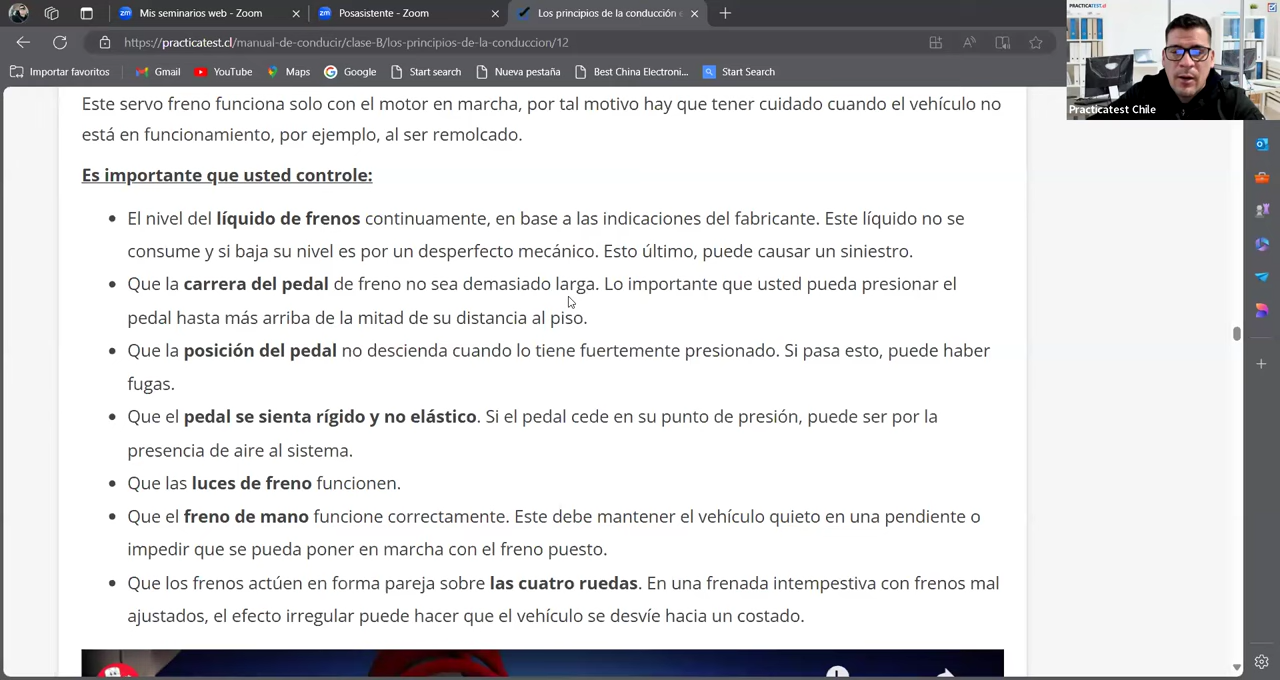 Mis seminarios web - Zoom
Posasistente - Zoom
Los principios de la conducción
https://practicatest.cl/manual-de-conducir/clase-B/los-principios-de-la-conduccion/12
Importar favoritos
Gmail
YouTube
Maps
Google
Start search
Nueva pestaña
Best China Electroni...
Start Search
PRACTICATEST.cl
Practicatest Chile
Este servo freno funciona solo con el motor en marcha, por tal motivo hay que tener cuidado cuando el vehículo no
está en funcionamiento, por ejemplo, al ser remolcado.
Es importante que usted controle:
• El nivel del líquido de frenos continuamente, en base a las indicaciones del fabricante. Este líquido no se
consume y si baja su nivel es por un desperfecto mecánico. Esto último, puede causar un siniestro.
• Que la carrera del pedal de freno no sea demasiado larga. Lo importante que usted pueda presionar el
pedal hasta más arriba de la mitad de su distancia al piso.
• Que la posición del pedal no descienda cuando lo tiene fuertemente presionado. Si pasa esto, puede haber
fugas.
• Que el pedal se sienta rígido y no elástico. Si el pedal cede en su punto de presión, puede ser por la
presencia de aire al sistema.
• Que las luces de freno funcionen.
• Que el freno de mano funcione correctamente. Este debe mantener el vehículo quieto en una pendiente o
impedir que se pueda poner en marcha con el freno puesto.
• Que los frenos actúen en forma pareja sobre las cuatro ruedas. En una frenada intempestiva con frenos mal
ajustados, el efecto irregular puede hacer que el vehículo se desvíe hacia un costado.